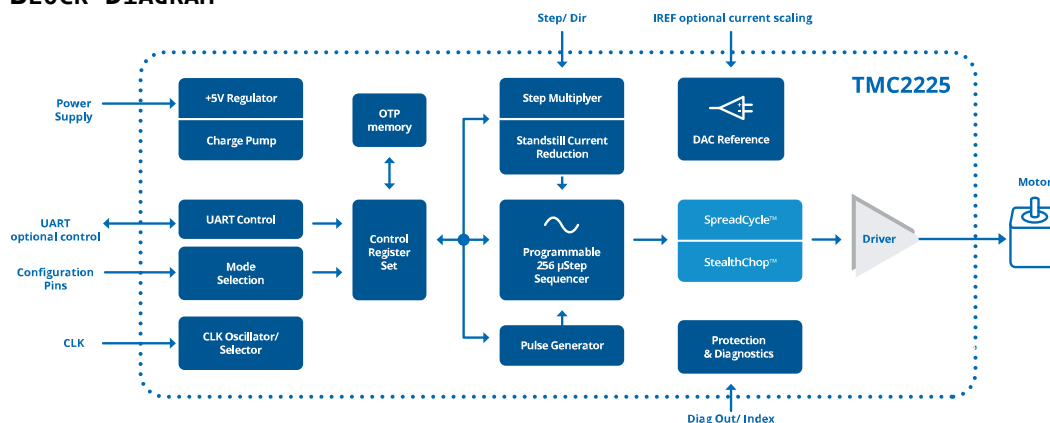 BLOCK DIAGRAM
Step/ Dir
IREF optional current scaling
TMC2225
Power
Supply
+5V Regulator
Charge Pump
OTP
memory
Step Multiplyer
Standstill Current
Reduction
DAC Reference
Motor
UART
optional control
UART Control
Configuration
Pins
Mode
Selection
Control
Register
Set
Programmable
256 µStep
Sequencer
SpreadCycle™
StealthChop™
Driver
CLK
CLK Oscillator/
Selector
Pulse Generator
Protection
& Diagnostics
Diag Out/ Index